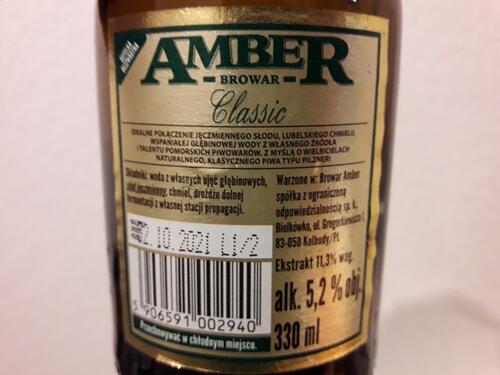 AMBER
- BROWAR -
Classic
IDEALNE POŁĄCZENIE JĘCZMIENNEGO SŁODU, LUBELSKIEGO CHMIELU,
WSPANIAŁEJ GŁĘBINOWEJ WODY Z WŁASNEGO ŹRÓDŁA
I TALENTU POMORSKICH PIWOWARÓW. Z MYŚLĄ O WIELBICIELACH
NATURALNEGO, KLASYCZNEGO PIWA TYPU PILZNER!
Składniki: woda z własnych ujęć głębinowych,
słód jęczmienny, chmiel, drożdże dolnej
fermentacji z własnej stacji propagacji.
02.10.2021 L1/2
5 906591 002940
Przechowywać w chłodnym miejscu.
Warzone w: Browar Amber
spółka z ograniczoną
odpowiedzialnością sp. k.,
Bielkówko, ul. Gregorkiewicza 1,
83-050 Kolbudy/PL
Ekstrakt 11,3% wag.
alk. 5,2 % obj.
330 ml